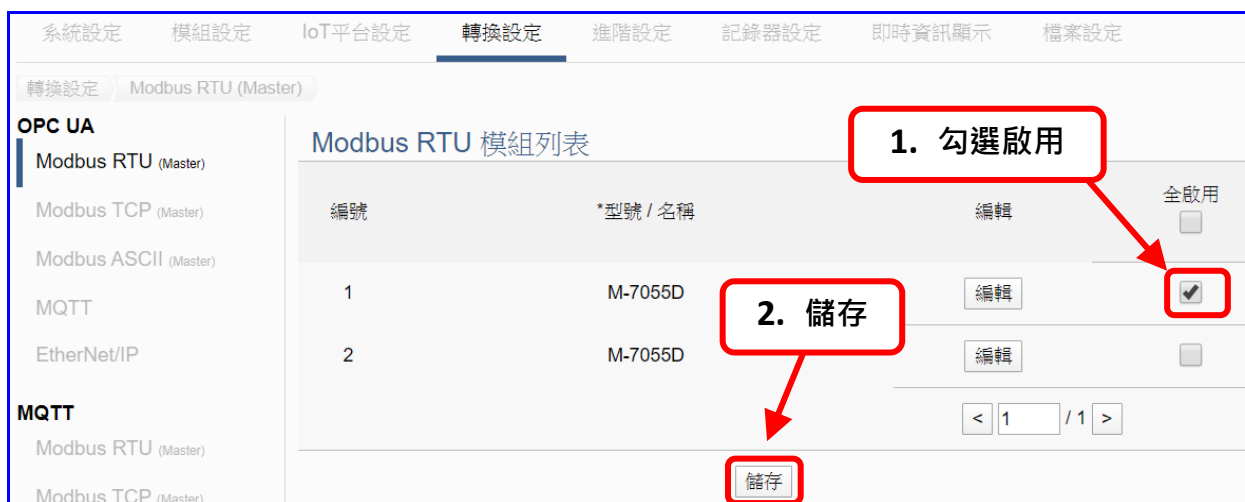 系統設定 模組設定 IoT平台設定 轉換設定 進階設定 記錄器設定 即時資訊顯示 檔案設定
轉換設定 Modbus RTU (Master)
OPC UA
Modbus RTU (Master)
Modbus TCP (Master)
Modbus ASCII (Master)
MQTT
EtherNet/IP
MQTT
Modbus RTU (Master)
Modbus TCP (Master)
Modbus RTU 模組列表
1. 勾選啟用
編號 *型號 / 名稱 編輯 全啟用
1 M-7055D 編輯
2. 儲存
2 M-7055D 編輯
< 1 / 1 >
儲存